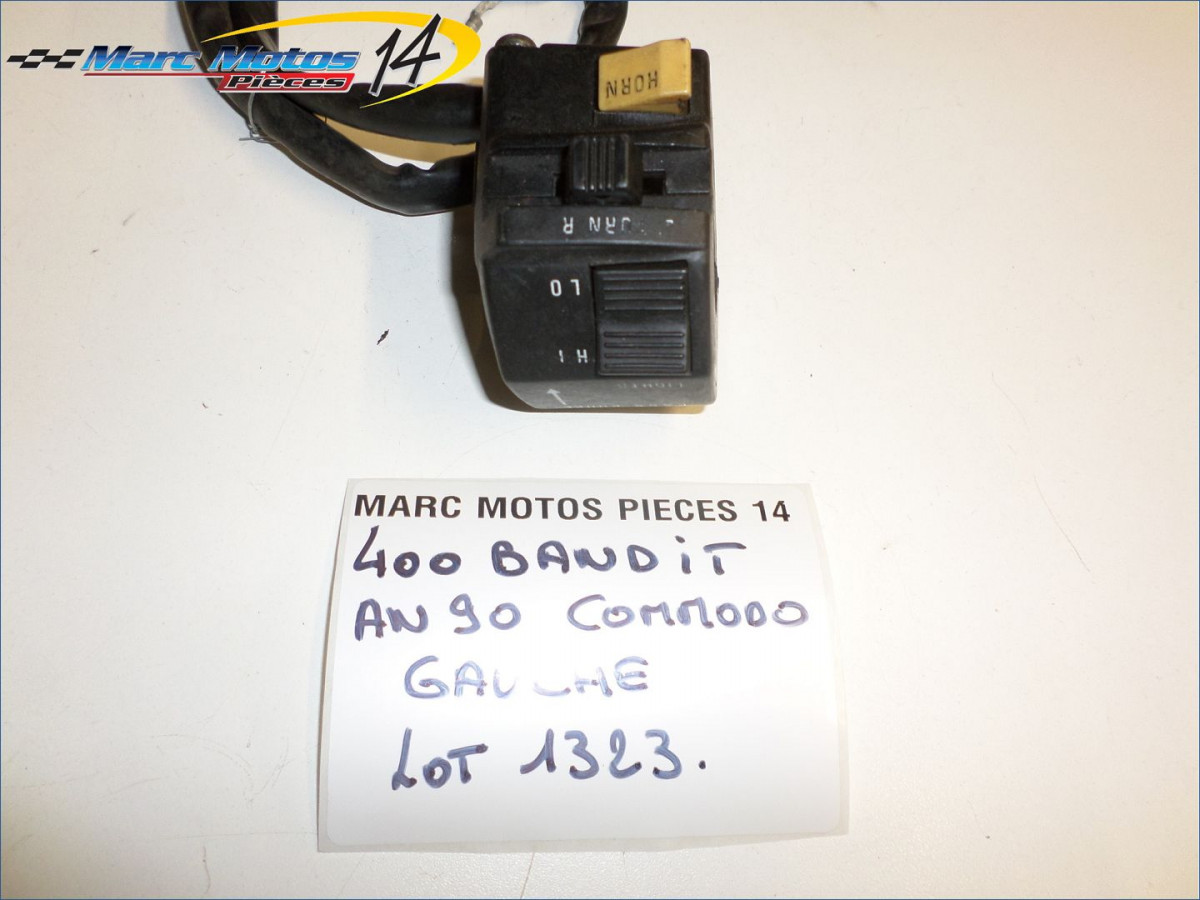 Marc Motos 14
Pièces
HORN
TURN R
LO
HI
MARC MOTOS PIECES 14
400 BANDiT
AN 90 COMMODO
GAUCHE
LOT 1323.